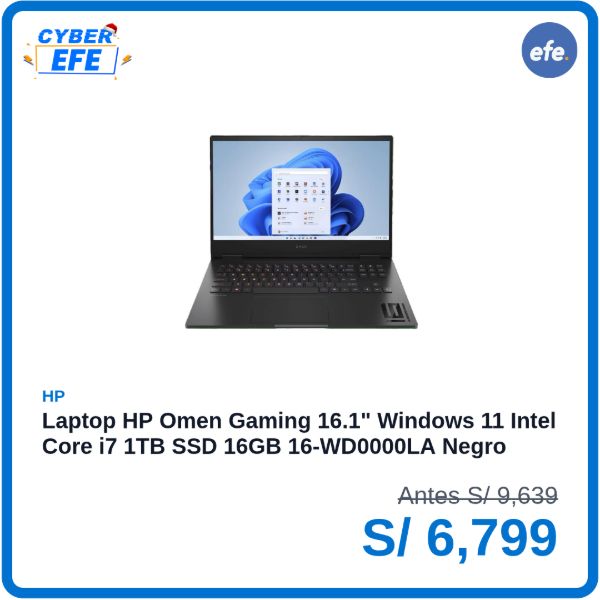 CYBER
EFE
efe.
HP
Laptop HP Omen Gaming 16.1" Windows 11 Intel
Core i7 1TB SSD 16GB 16-WD0000LA Negro
Antes S/ 9,639
S/ 6,799